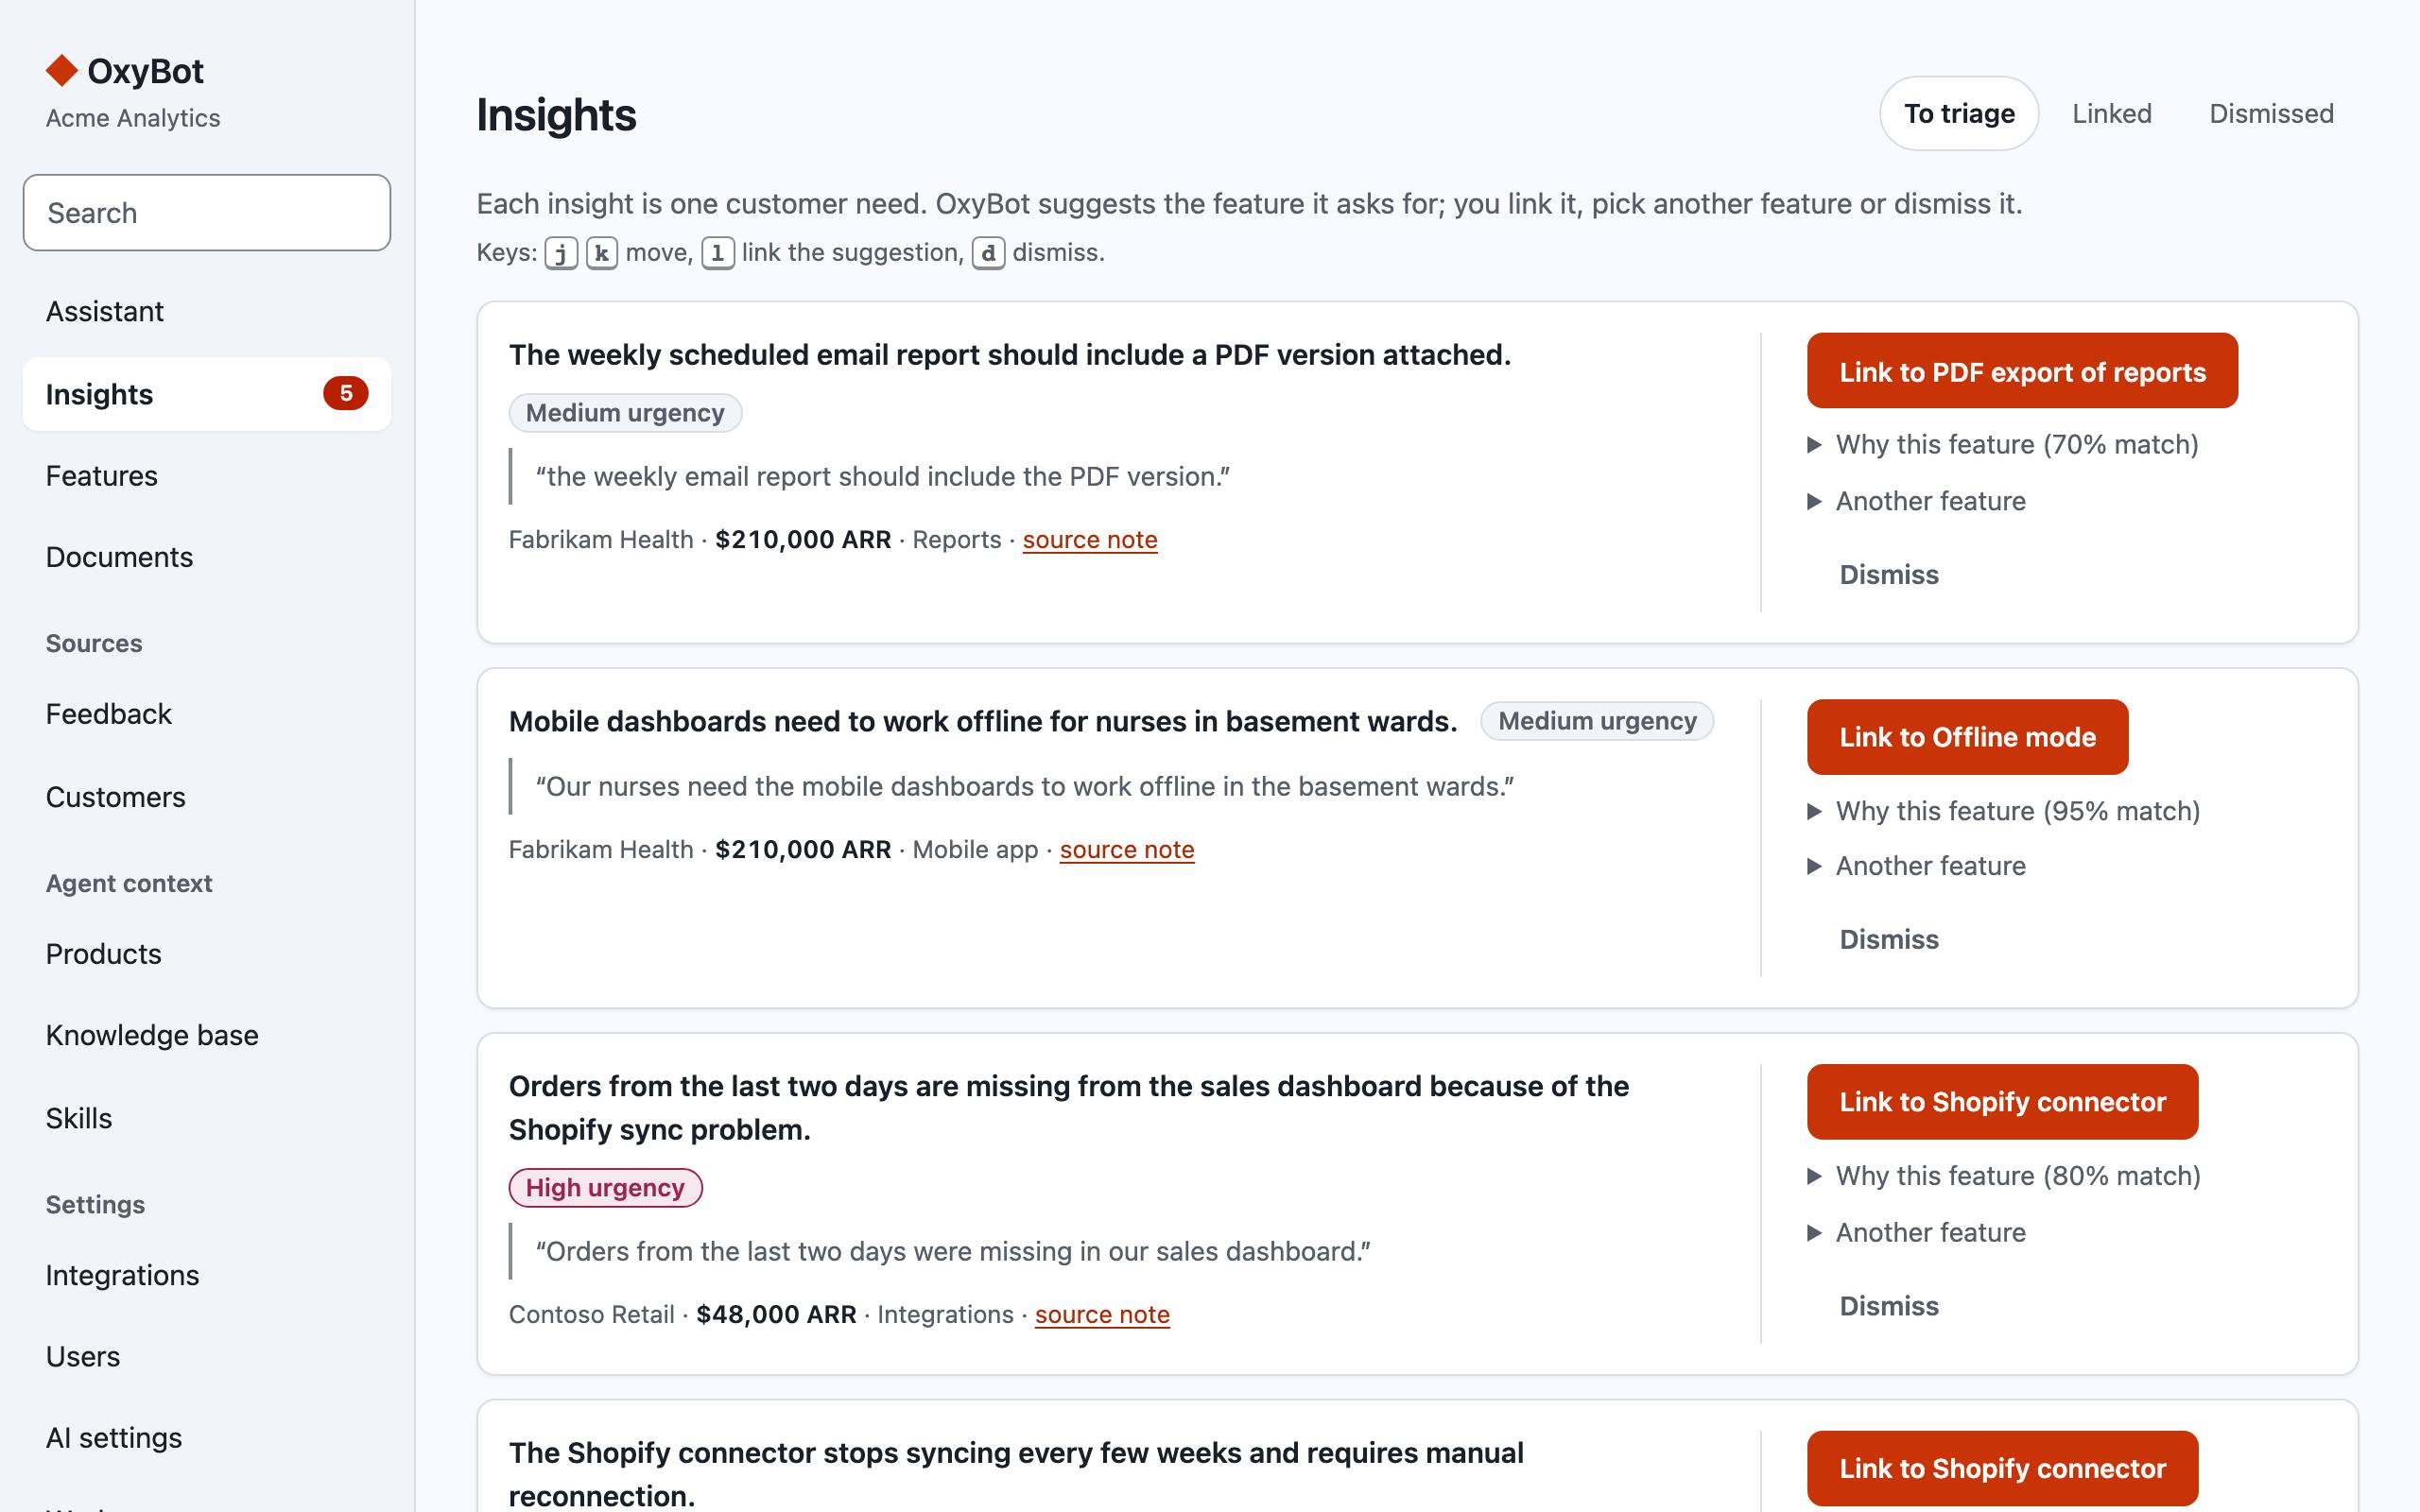 OxyBot
Acme Analytics
Search
Assistant
Insights 5
Features
Documents
Sources
Feedback
Customers
Agent context
Products
Knowledge base
Skills
Settings
Integrations
Users
AI settings
Insights
To triage Linked Dismissed
Each insight is one customer need. OxyBot suggests the feature it asks for; you link it, pick another feature or dismiss it.
Keys: j k move, l link the suggestion, d dismiss.
The weekly scheduled email report should include a PDF version attached.
Medium urgency
“the weekly email report should include the PDF version.”
Fabrikam Health · $210,000 ARR · Reports · source note
Link to PDF export of reports
Why this feature (70% match)
Another feature
Dismiss
Mobile dashboards need to work offline for nurses in basement wards. Medium urgency
“Our nurses need the mobile dashboards to work offline in the basement wards.”
Fabrikam Health · $210,000 ARR · Mobile app · source note
Link to Offline mode
Why this feature (95% match)
Another feature
Dismiss
Orders from the last two days are missing from the sales dashboard because of the
Shopify sync problem.
High urgency
“Orders from the last two days were missing in our sales dashboard.”
Contoso Retail · $48,000 ARR · Integrations · source note
Link to Shopify connector
Why this feature (80% match)
Another feature
Dismiss
The Shopify connector stops syncing every few weeks and requires manual
reconnection.
Link to Shopify connector